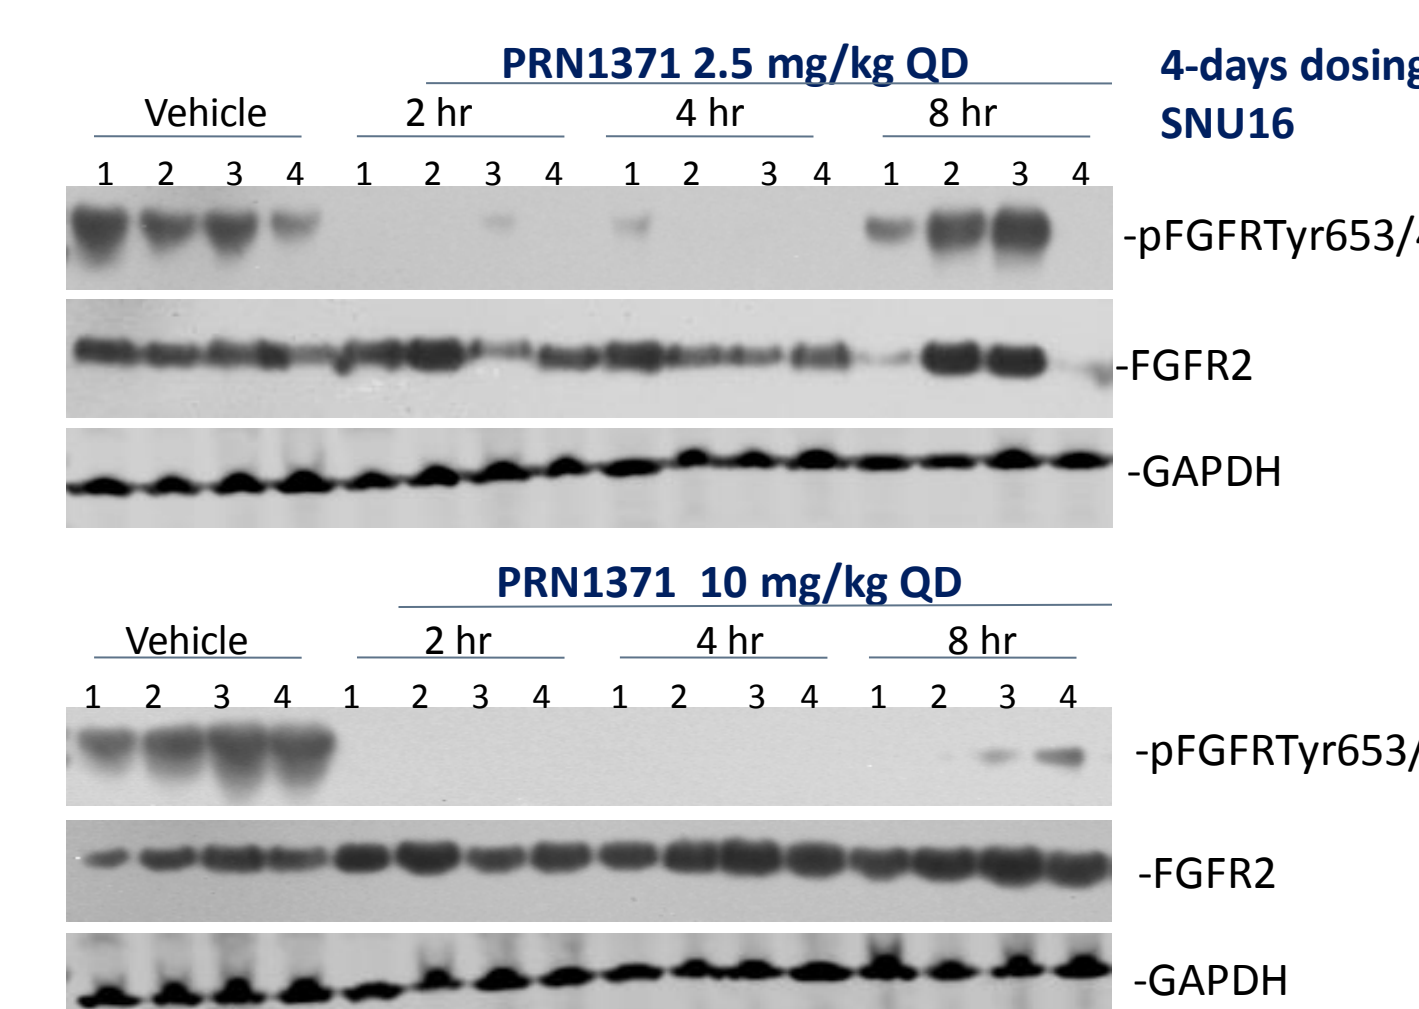 PRN1371 2.5 mg/kg QD
4-days dosing
SNU16
Vehicle 2 hr 4 hr 8 hr
1 2 3 4 1 2 3 4 1 2 3 4 1 2 3 4
-pFGFRTyr653/4
-FGFR2
-GAPDH
PRN1371 10 mg/kg QD
Vehicle 2 hr 4 hr 8 hr
1 2 3 4 1 2 3 4 1 2 3 4 1 2 3 4
-pFGFRTyr653/
-FGFR2
-GAPDH